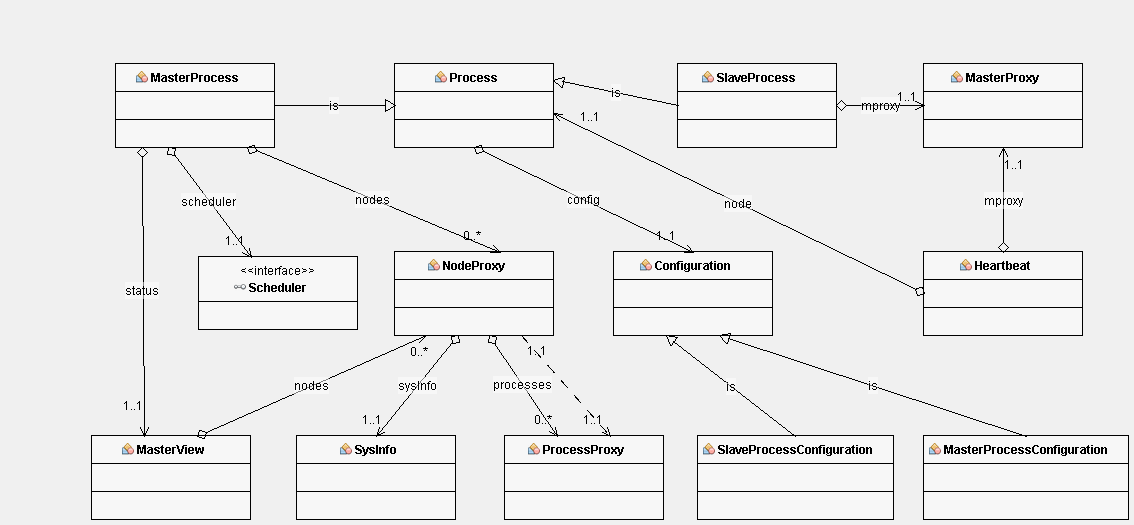 MasterProcess
Process
SlaveProcess
MasterProxy
is
is
mproxy
1..1
1..1
1..1
scheduler
nodes
config
node
mproxy
1..1
0..*
1..1
<<interface>>
Scheduler
NodeProxy
Configuration
Heartbeat
status
0..*
1..1
nodes
sysInfo
processes
is
is
1..1
1..1
0..*
1..1
MasterView
SysInfo
ProcessProxy
SlaveProcessConfiguration
MasterProcessConfiguration